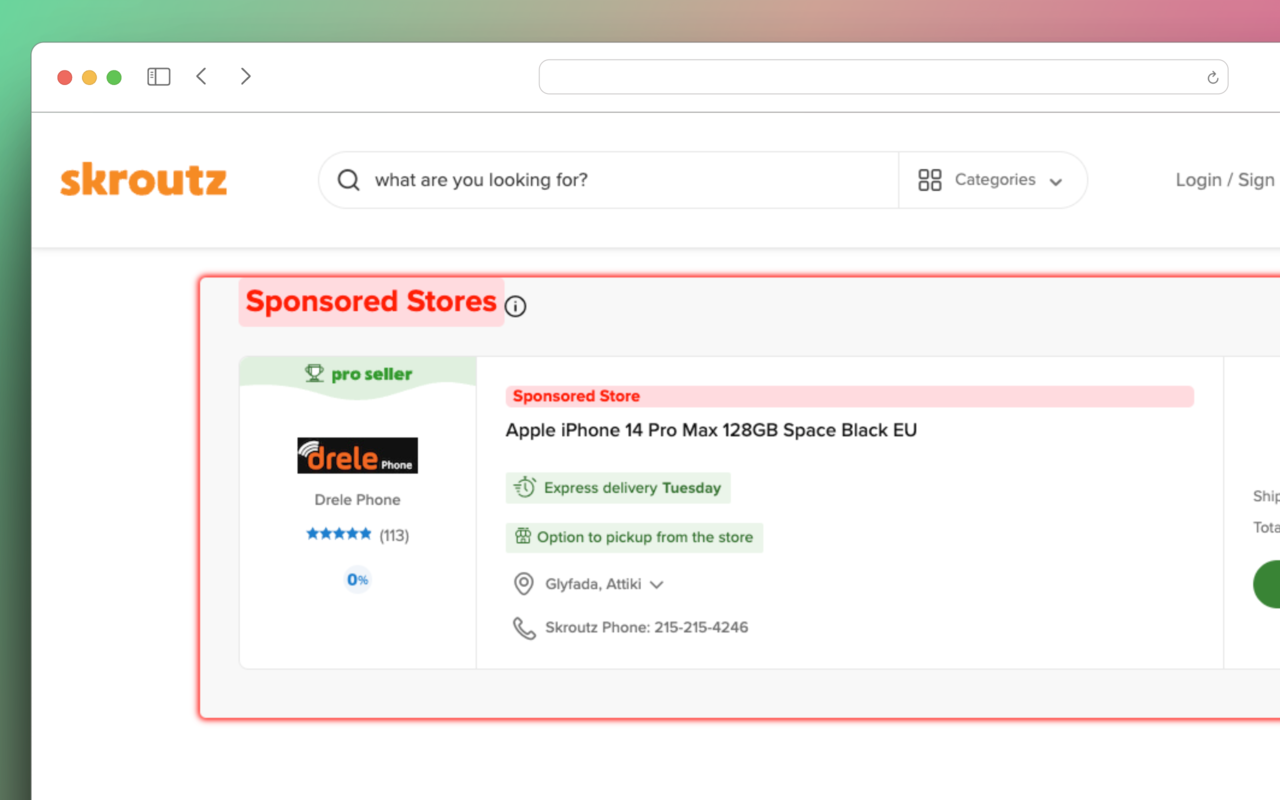 skroutz
what are you looking for?
Categories
Login / Sign
Sponsored Stores
pro seller
drele Phone
Drele Phone
(113)
0%
Sponsored Store
Apple iPhone 14 Pro Max 128GB Space Black EU
Express delivery Tuesday
Option to pickup from the store
Glyfada, Attiki
Skroutz Phone: 215-215-4246
Ship
Tota